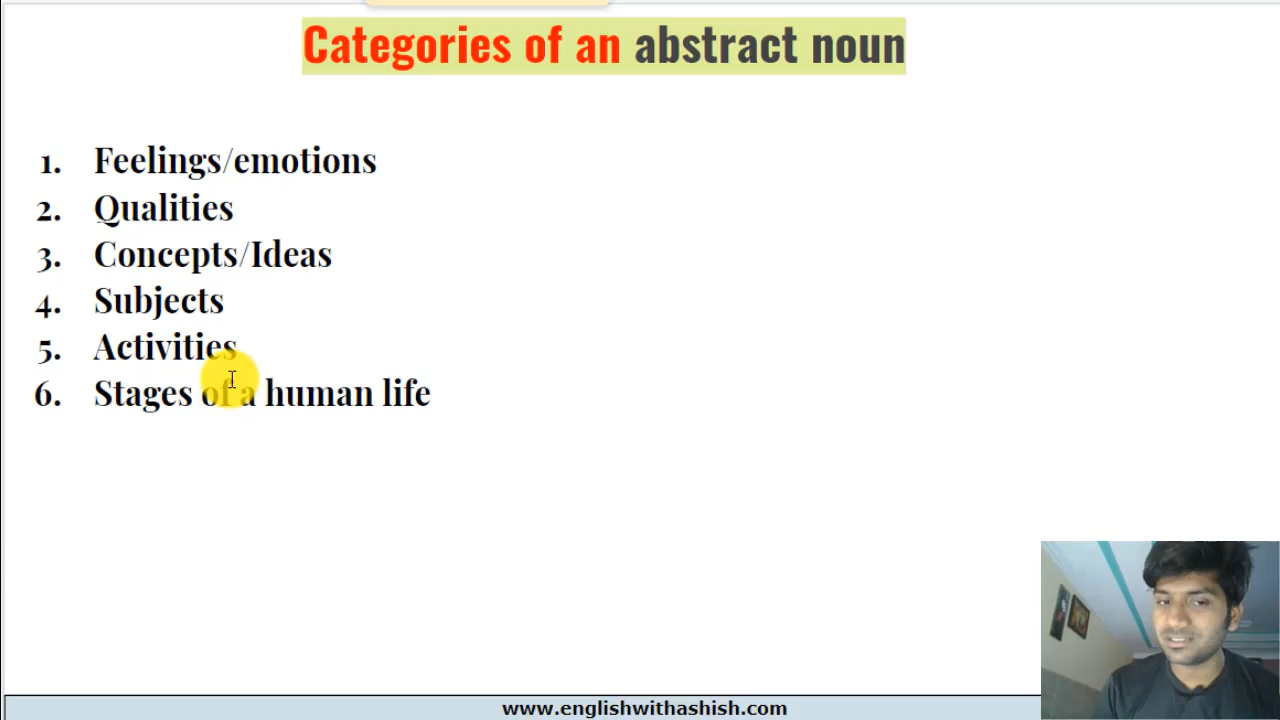 Categories of an abstract noun
1. Feelings/emotions
2. Qualities
3. Concepts/Ideas
4. Subjects
5. Activities
6. Stages of a human life
www.englishwithashish.com